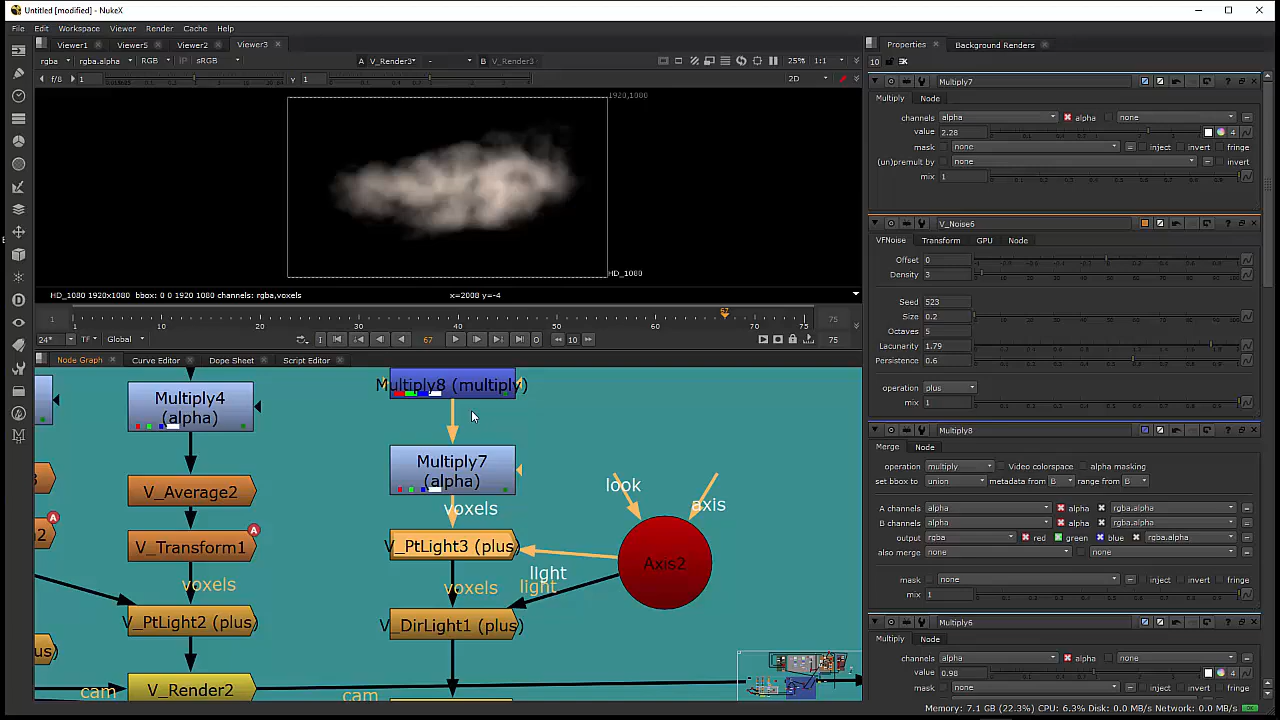 Untitled [modified] - NukeX
File Edit Workspace Viewer Render Cache Help
Viewer1 Viewer5 Viewer2 Viewer3
rgba rgba.alpha RGB IP sRGB A V_Render3* - B V_Render3 25% 1:1
f/8 1 Y 1 2D
1920,1080
HD_1080
HD_1080 1920x1080 bbox: 0 0 1920 1080 channels: rgba,voxels x=2008 y=-4
1 1 10 20 30 40 50 60 67 70 75 75
24* TF Global 67 10 75
Node Graph Curve Editor Dope Sheet Script Editor
Multiply4
(alpha)
V_Average2
V_Transform1
voxels
V_PtLight2 (plus)
V_Render2
cam
cam
Multiply8 (multiply)
Multiply7
(alpha)
voxels
V_PtLight3 (plus)
voxels
V_DirLight1 (plus)
look
axis
Axis2
light
light
Properties Background Renders
10
Multiply7
Multiply Node
channels alpha alpha none
value 2.28 4
mask none inject invert fringe
(un)premult by none invert
mix 1
V_Noise6
VFNoise Transform GPU Node
Offset 0
Density 3
Seed 523
Size 0.2
Octaves 5
Lacunarity 1.79
Persistence 0.6
operation plus
mix 1
Multiply8
Merge Node
operation multiply Video colorspace alpha masking
set bbox to union metadata from B range from B
A channels alpha alpha rgba.alpha
B channels alpha alpha rgba.alpha
output rgba red green blue rgba.alpha
also merge none none
mask none inject invert fringe
mix 1
Multiply6
Multiply Node
channels alpha alpha none
value 0.98 4
mask none inject invert fringe
Memory: 7.1 GB (22.3%) CPU: 6.3% Disk: 0.0 MB/s Network: 0.0 MB/s